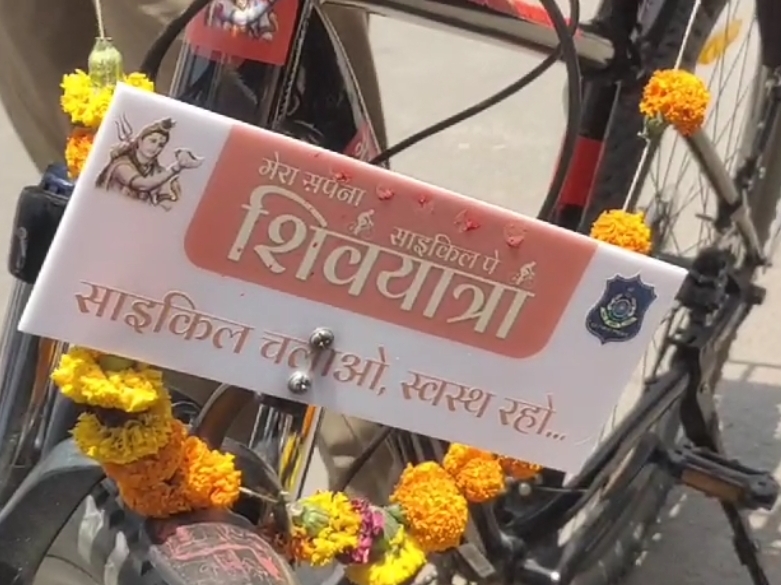 मेरा सपना
साइकिल पे
शिवयात्रा
साइकिल चलाओ, स्वस्थ रहो...